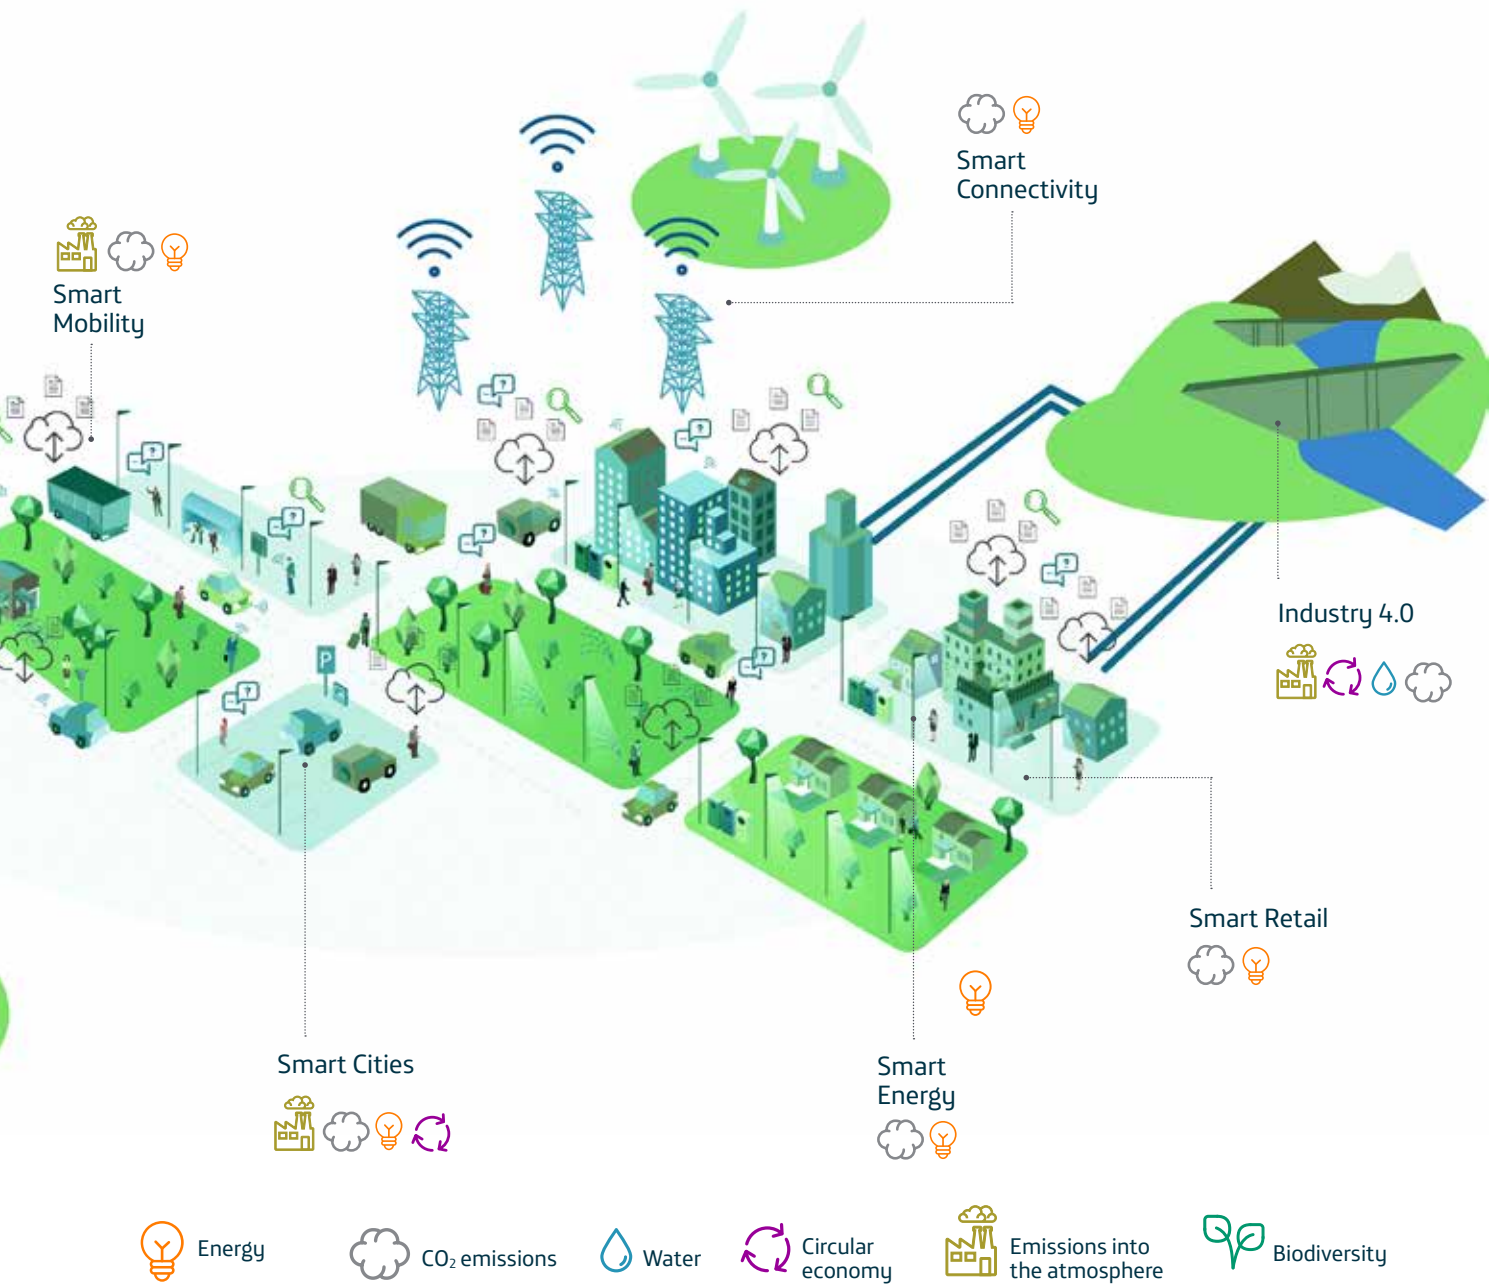 Smart
Connectivity
Smart
Mobility
Industry 4.0
P
Smart Retail
Smart Cities
Smart
Energy
Energy
CO₂ emissions
Water
Circular
economy
Emissions into
the atmosphere
Biodiversity